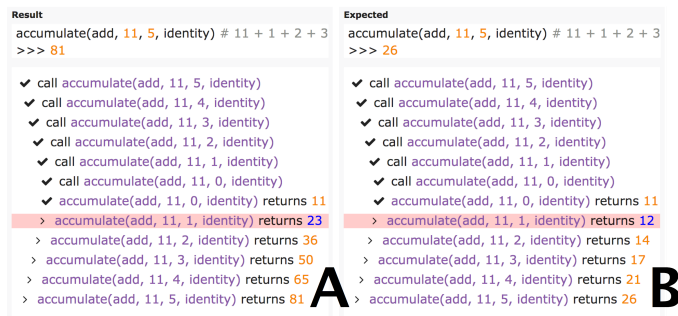 Result
accumulate(add, 11, 5, identity) # 11 + 1 + 2 + 3
>>> 81
call accumulate(add, 11, 5, identity)
call accumulate(add, 11, 4, identity)
call accumulate(add, 11, 3, identity)
call accumulate(add, 11, 2, identity)
call accumulate(add, 11, 1, identity)
call accumulate(add, 11, 0, identity)
accumulate(add, 11, 0, identity) returns 11
accumulate(add, 11, 1, identity) returns 23
accumulate(add, 11, 2, identity) returns 36
accumulate(add, 11, 3, identity) returns 50
accumulate(add, 11, 4, identity) returns 65
accumulate(add, 11, 5, identity) returns 81
A
Expected
accumulate(add, 11, 5, identity) # 11 + 1 + 2 + 3
>>> 26
call accumulate(add, 11, 5, identity)
call accumulate(add, 11, 4, identity)
call accumulate(add, 11, 3, identity)
call accumulate(add, 11, 2, identity)
call accumulate(add, 11, 1, identity)
call accumulate(add, 11, 0, identity)
accumulate(add, 11, 0, identity) returns 11
accumulate(add, 11, 1, identity) returns 12
accumulate(add, 11, 2, identity) returns 14
accumulate(add, 11, 3, identity) returns 17
accumulate(add, 11, 4, identity) returns 21
accumulate(add, 11, 5, identity) returns 26
B